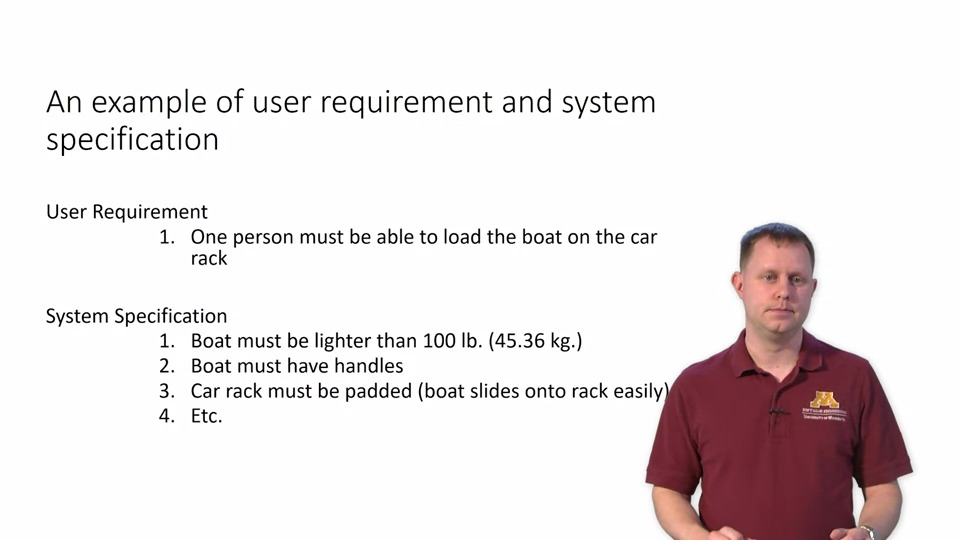 An example of user requirement and system
specification
User Requirement
1. One person must be able to load the boat on the car
rack
System Specification
1. Boat must be lighter than 100 lb. (45.36 kg.)
2. Boat must have handles
3. Car rack must be padded (boat slides onto rack easily)
4. Etc.
M